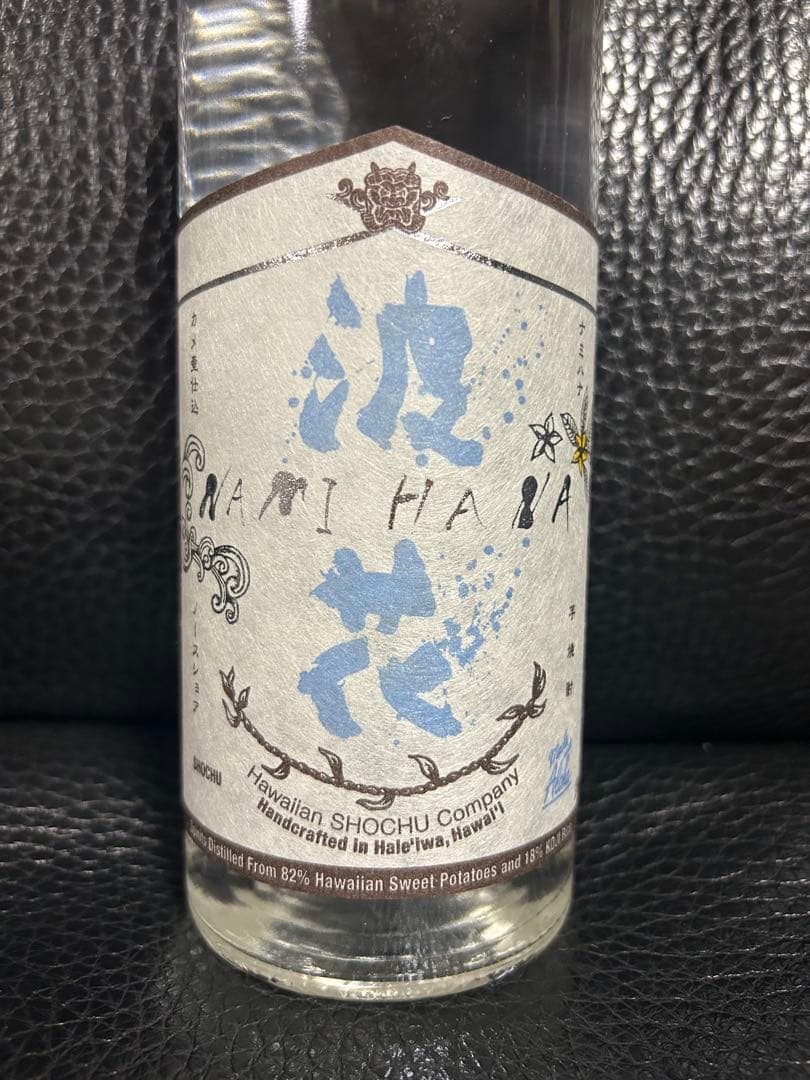 カメ壷仕込
ナミハナ
波花
NAMI HANA
ノースショア
芋焼酎
SHOCHU
Hawaiian SHOCHU Company
Handcrafted in Hale'iwa, Hawai'i
Distilled From 82% Hawaiian Sweet Potatoes and 18% KOJI